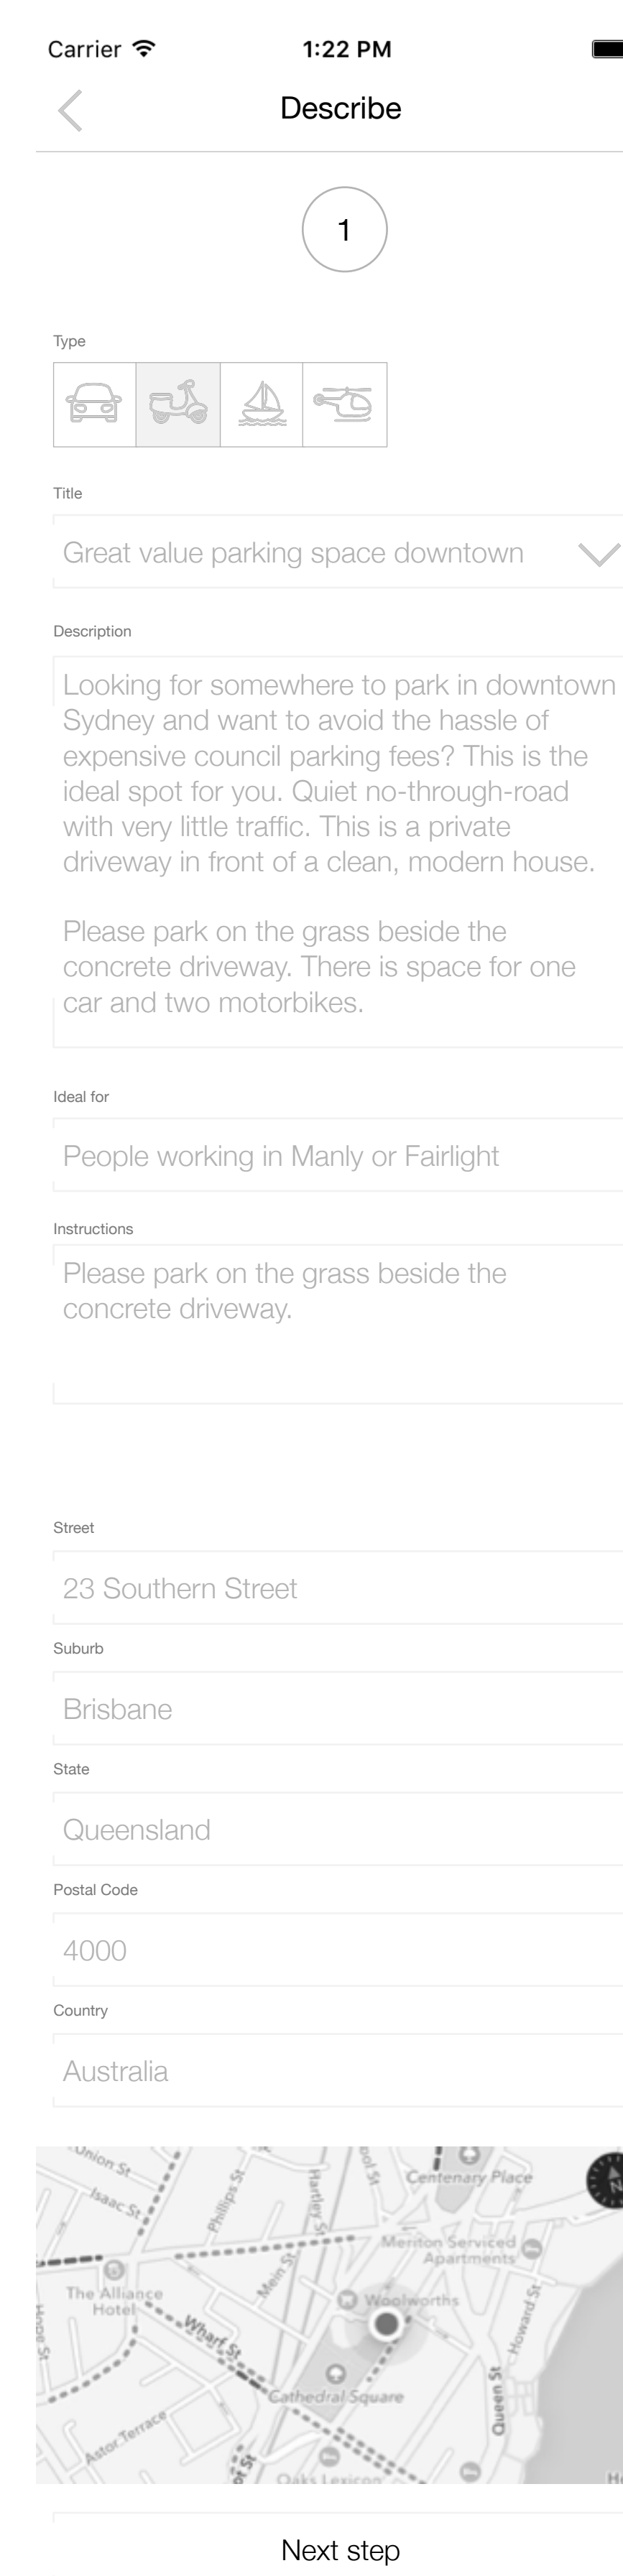 Carrier
1:22 PM
Describe
1
Type
Title
Great value parking space downtown
Description
Looking for somewhere to park in downtown
Sydney and want to avoid the hassle of
expensive council parking fees? This is the
ideal spot for you. Quiet no-through-road
with very little traffic. This is a private
driveway in front of a clean, modern house.
Please park on the grass beside the
concrete driveway. There is space for one
car and two motorbikes.
Ideal for
People working in Manly or Fairlight
Instructions
Please park on the grass beside the
concrete driveway.
Street
23 Southern Street
Suburb
Brisbane
State
Queensland
Postal Code
4000
Country
Australia
Union St
Isaac St
Phillips St
Hartley St
Centenary Place
N
Meriton Serviced
Apartments
Mein St
The Alliance
Hotel
Woolworths
Hope St
Wharf St
Howard St
Cathedral Square
Queen St
Astor Terrace
Oaks Lexicon
Next step